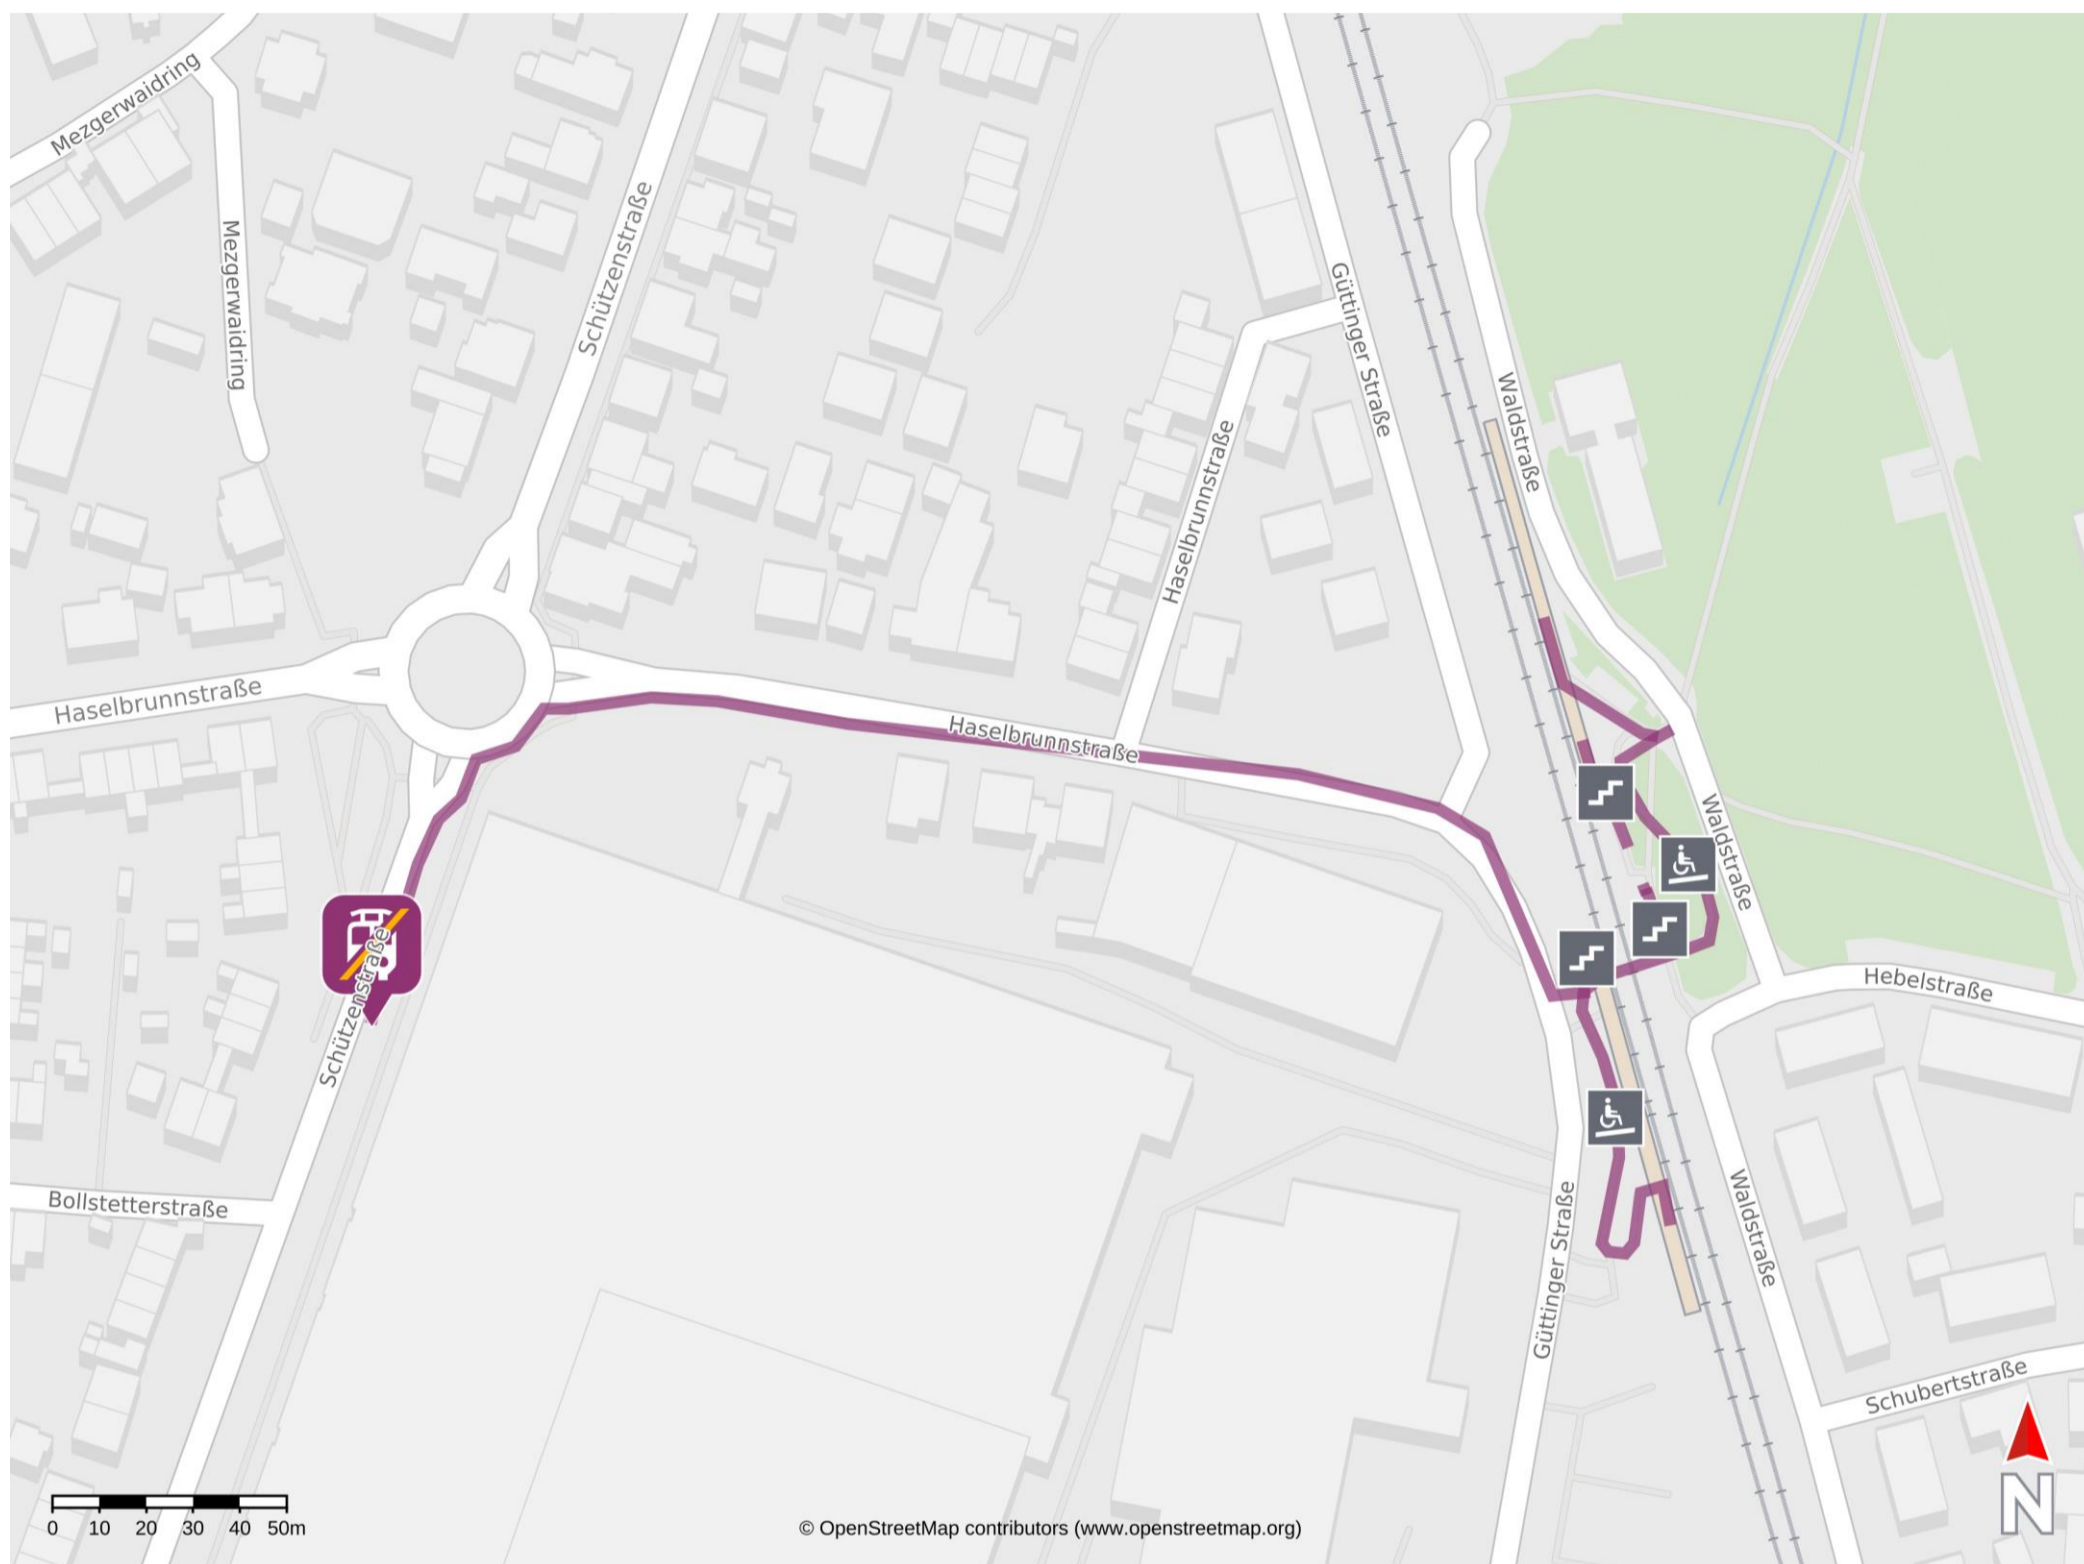 Mezgerwaidring
Mezgerwaidring
Schützenstraße
Güttinger Straße
Waldstraße
Haselbrunnstraße
Haselbrunnstraße
Haselbrunnstraße
Waldstraße
Schützenstraße
Hebelstraße
Bollstetterstraße
Güttinger Straße
Waldstraße
Schubertstraße
N
0 10 20 30 40 50m
© OpenStreetMap contributors (www.openstreetmap.org)